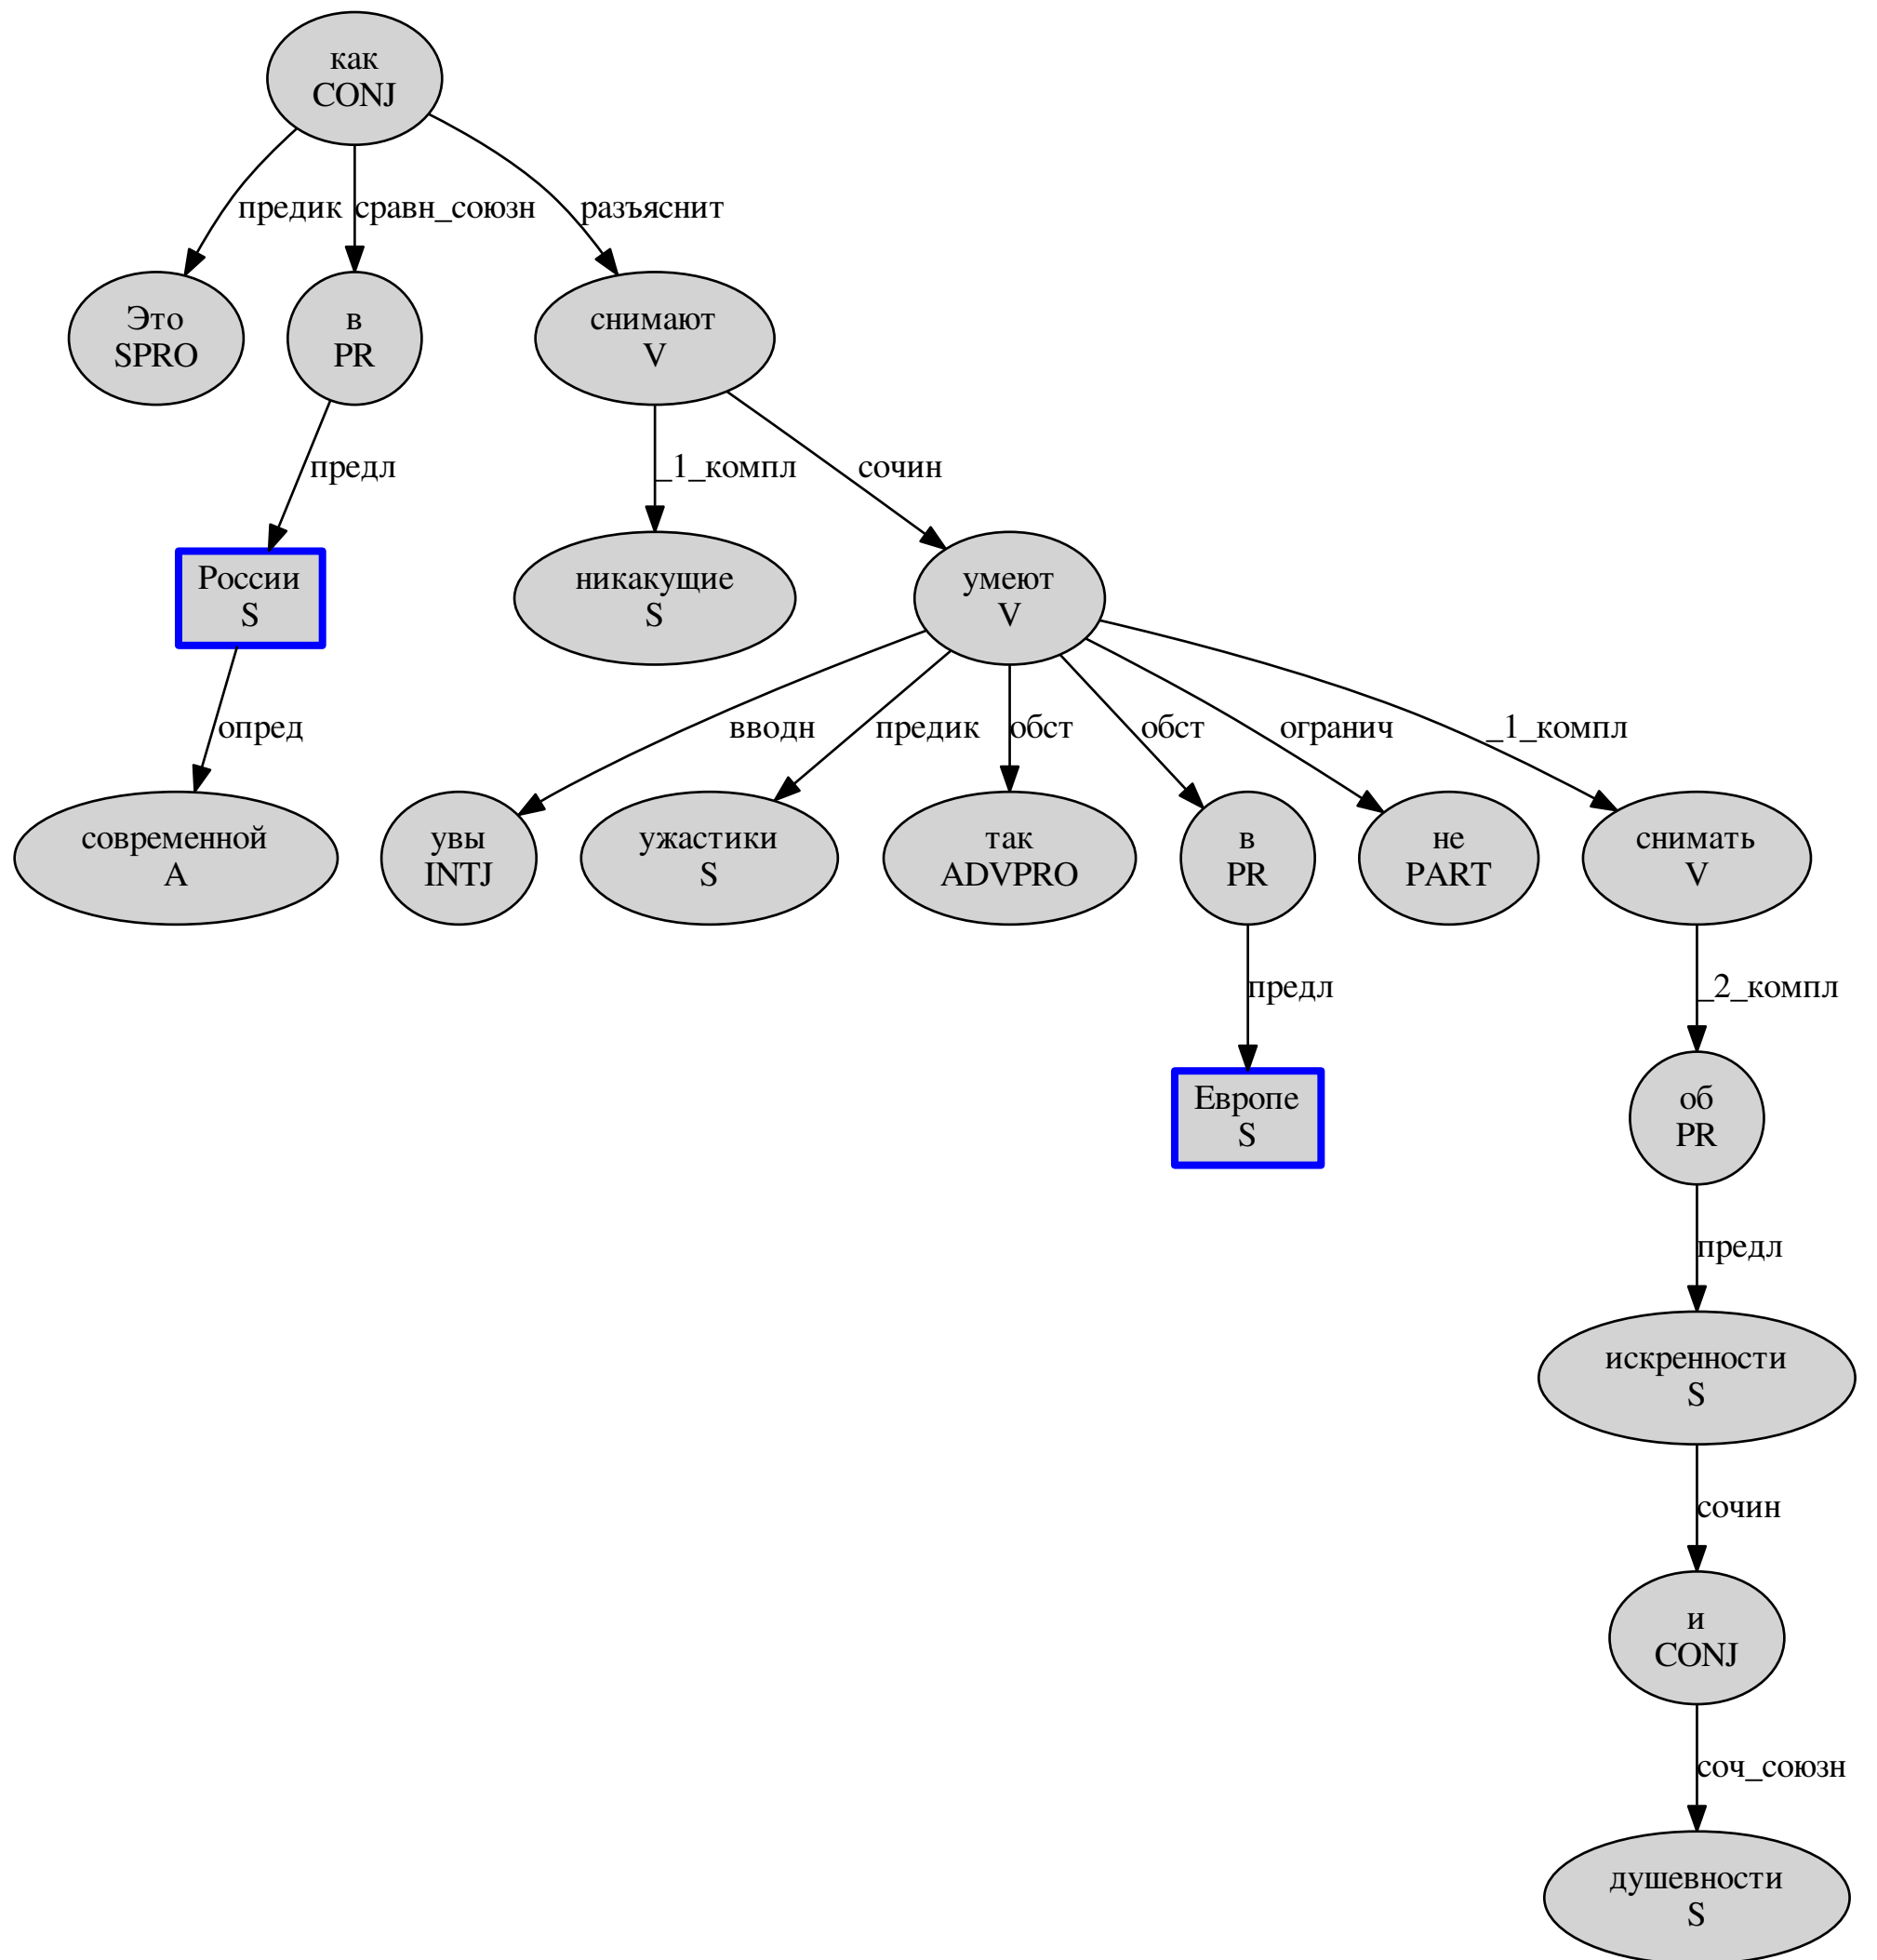 как
CONJ
предик
сравн_союзн
разъяснит
Это
SPRO
в
PR
снимают
V
предл
_1_компл
сочин
России
S
никакущие
S
умеют
V
опред
вводн
предик
обст
обст
огранич
_1_компл
современной
A
увы
INTJ
ужастики
S
так
ADVPRO
в
PR
не
PART
снимать
V
предл
_2_компл
Европе
S
об
PR
предл
искренности
S
сочин
и
CONJ
соч_союзн
душевности
S